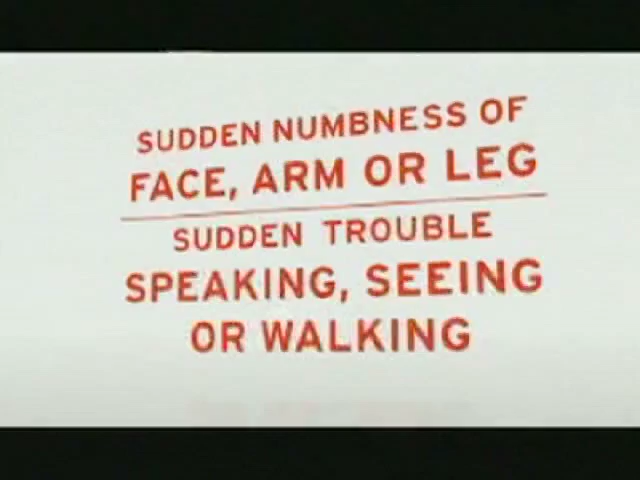 SUDDEN NUMBNESS OF
FACE, ARM OR LEG
SUDDEN TROUBLE
SPEAKING, SEEING
OR WALKING